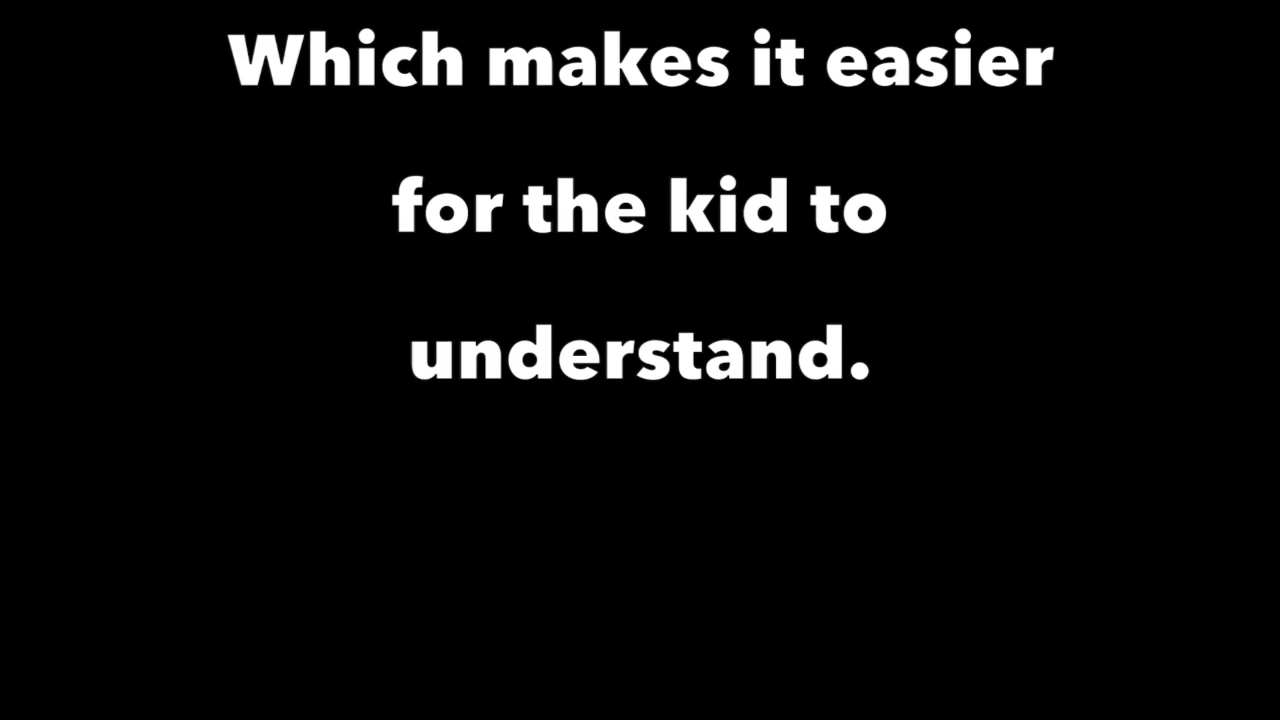 Which makes it easier
for the kid to
understand.